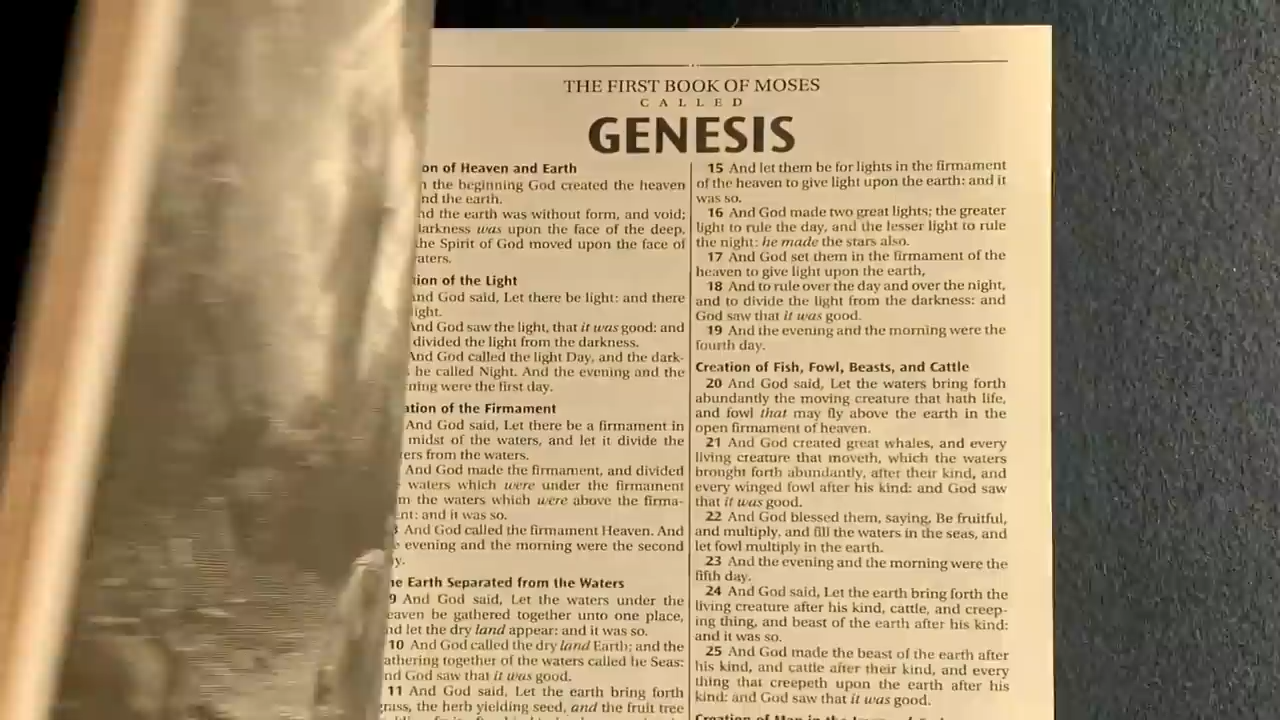 THE FIRST BOOK OF MOSES
CALLED
GENESIS
on of Heaven and Earth
the beginning God created the heaven
nd the earth.
nd the earth was without form, and void;
arkness was upon the face of the deep.
the Spirit of God moved upon the face of
aters.
tion of the Light
nd God said, Let there be light: and there
ight.
And God saw the light, that it was good: and
divided the light from the darkness.
And God called the light Day, and the dark-
he called Night. And the evening and the
ning were the first day.
ation of the Firmament
And God said, Let there be a firmament in
midst of the waters, and let it divide the
ers from the waters.
And God made the firmament, and divided
waters which were under the firmament
m the waters which were above the firma-
ent: and it was so.
8 And God called the firmament Heaven. And
e evening and the morning were the second
y.
he Earth Separated from the Waters
9 And God said, Let the waters under the
eaven be gathered together unto one place,
nd let the dry land appear: and it was so.
10 And God called the dry land Earth; and the
athering together of the waters called he Seas:
nd God saw that it was good.
11 And God said, Let the earth bring forth
grass, the herb yielding seed, and the fruit tree
15 And let them be for lights in the firmament
of the heaven to give light upon the earth: and it
was so.
16 And God made two great lights; the greater
light to rule the day, and the lesser light to rule
the night: he made the stars also.
17 And God set them in the firmament of the
heaven to give light upon the earth,
18 And to rule over the day and over the night,
and to divide the light from the darkness: and
God saw that it was good.
19 And the evening and the morning were the
fourth day.
Creation of Fish, Fowl, Beasts, and Cattle
20 And God said, Let the waters bring forth
abundantly the moving creature that hath life,
and fowl that may fly above the earth in the
open firmament of heaven.
21 And God created great whales, and every
living creature that moveth, which the waters
brought forth abundantly, after their kind, and
every winged fowl after his kind: and God saw
that it was good.
22 And God blessed them, saying, Be fruitful,
and multiply, and fill the waters in the seas, and
let fowl multiply in the earth.
23 And the evening and the morning were the
fifth day.
24 And God said, Let the earth bring forth the
living creature after his kind, cattle, and creep-
ing thing, and beast of the earth after his kind:
and it was so.
25 And God made the beast of the earth after
his kind, and cattle after their kind, and every
thing that creepeth upon the earth after his
kind: and God saw that it was good.